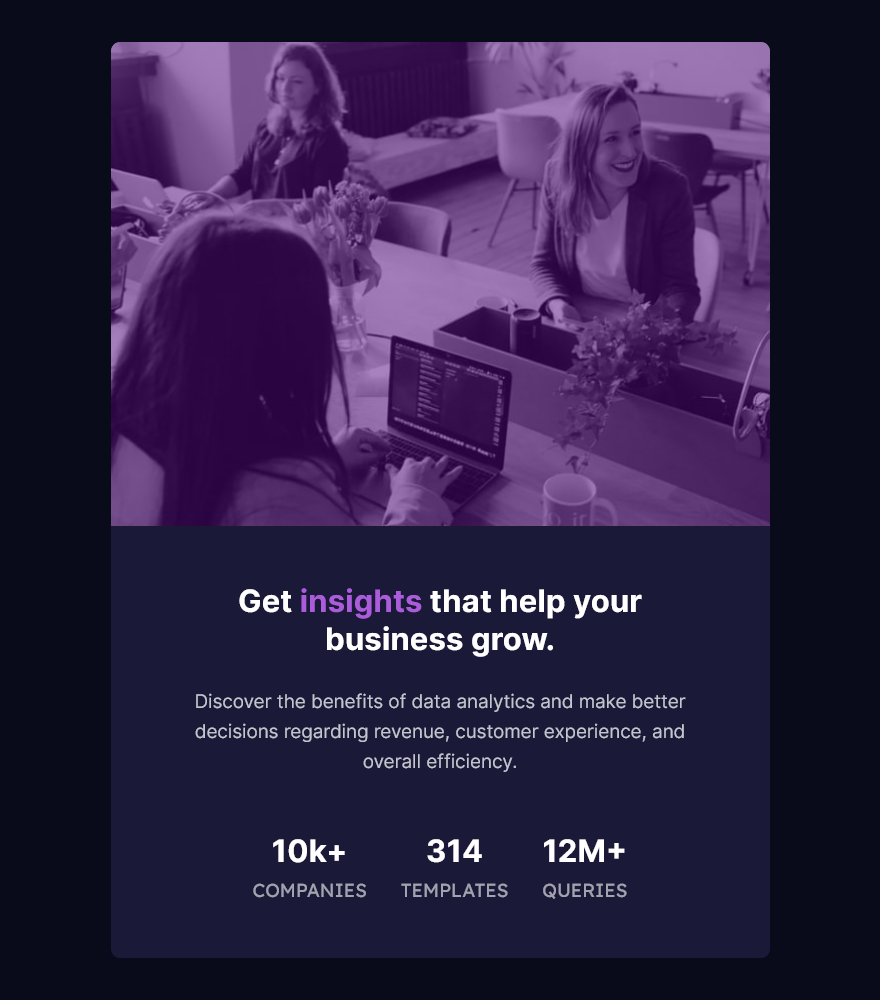 Get insights that help your
business grow.
Discover the benefits of data analytics and make better
decisions regarding revenue, customer experience, and
overall efficiency.
10k+ 314 12M+
COMPANIES TEMPLATES QUERIES